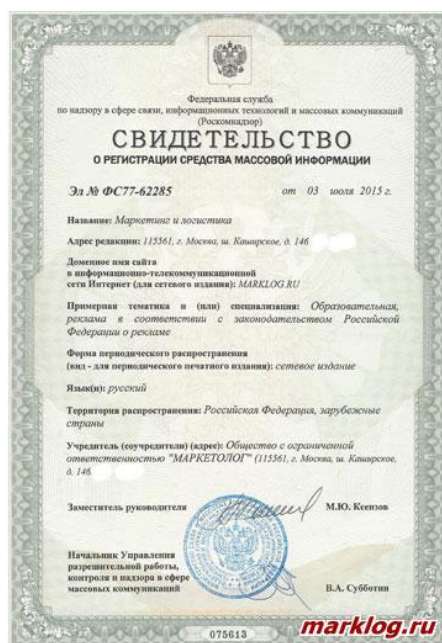 Федеральная служба
по надзору в сфере связи, информационных технологий и массовых коммуникаций
(Роскомнадзор)
СВИДЕТЕЛЬСТВО
О РЕГИСТРАЦИИ СРЕДСТВА МАССОВОЙ ИНФОРМАЦИИ
Эл № ФС77-62285 от 03 июля 2015 г.
Название: Маркетинг и логистика
Адрес редакции: 115561, г. Москва, ш. Каширское, д. 146
Доменное имя сайта
в информационно-телекоммуникационной
сети Интернет (для сетевого издания): MARKLOG.RU
Примерная тематика и (или) специализация: Образовательная,
реклама в соответствии с законодательством Российской
Федерации о рекламе
Форма периодического распространения
(вид - для периодического печатного издания): сетевое издание
Язык(и): русский
Территория распространения: Российская Федерация, зарубежные
страны
Учредитель (соучредители) (адрес): Общество с ограниченной
ответственностью "МАРКЕТОЛОГ" (115561, г. Москва, ш. Каширское,
д. 146
Заместитель руководителя М.Ю. Ксензов
Начальник Управления
разрешительной работы,
контроля и надзора в сфере
массовых коммуникаций В.А. Субботин
075613
marklog.ru